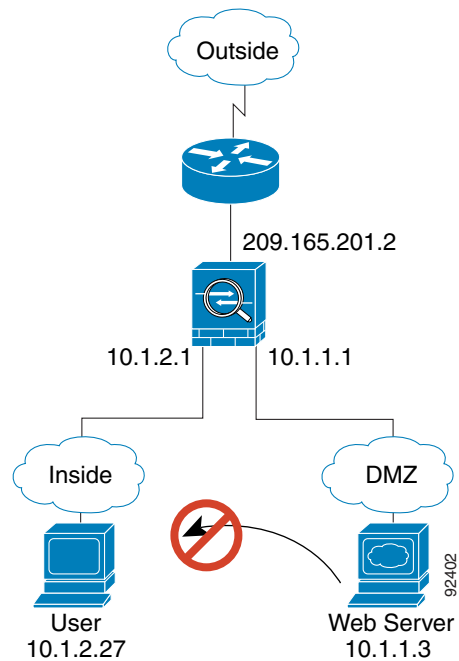 Outside
209.165.201.2
10.1.2.1
10.1.1.1
Inside
DMZ
User
10.1.2.27
Web Server
10.1.1.3
92402